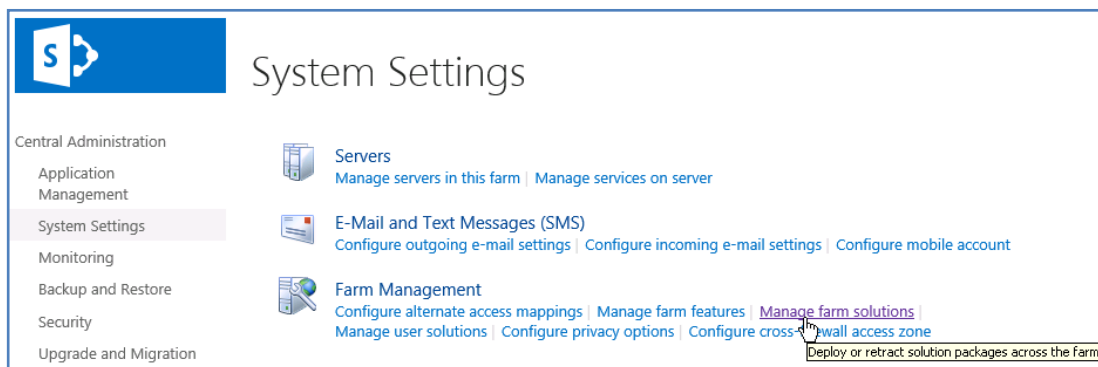 S
System Settings
Central Administration
Application
Management
System Settings
Monitoring
Backup and Restore
Security
Upgrade and Migration
Servers
Manage servers in this farm | Manage services on server
E-Mail and Text Messages (SMS)
Configure outgoing e-mail settings | Configure incoming e-mail settings | Configure mobile account
Farm Management
Configure alternate access mappings | Manage farm features | Manage farm solutions |
Manage user solutions | Configure privacy options | Configure cross-firewall access zone
Deploy or retract solution packages across the farm